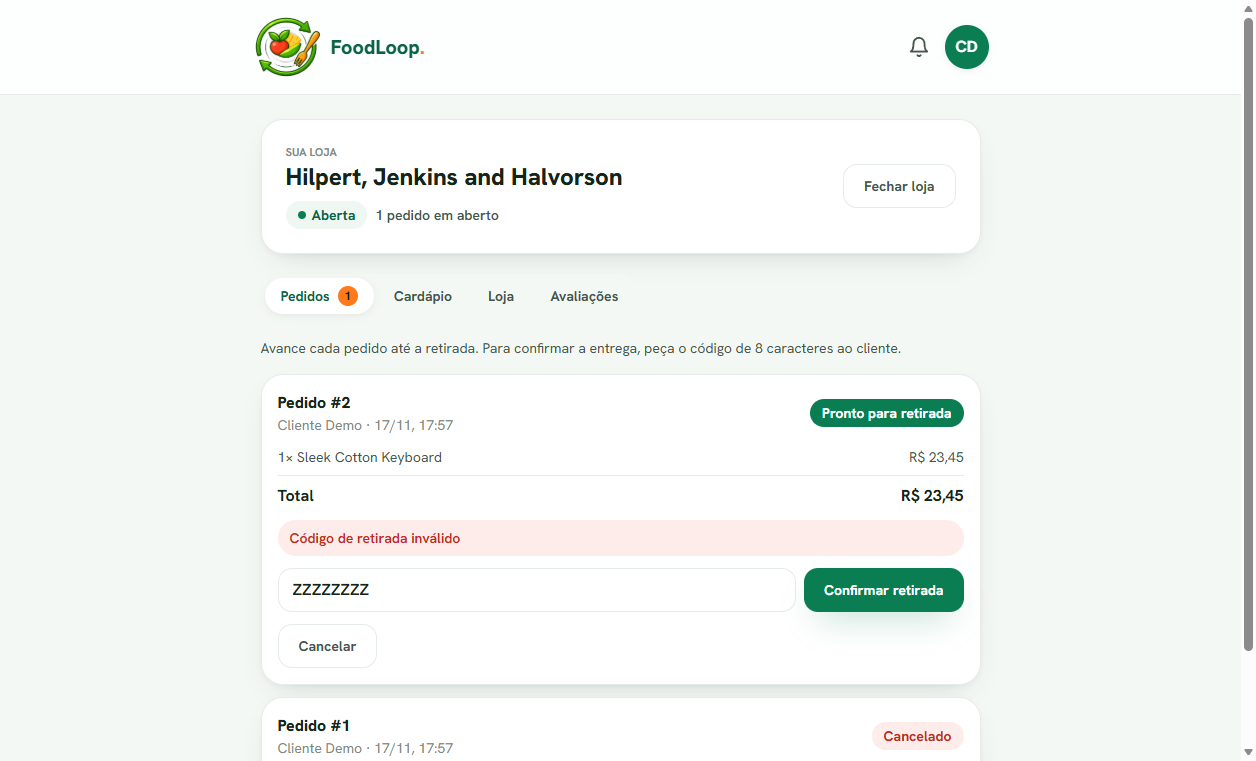 FoodLoop.
CD
SUA LOJA
Hilpert, Jenkins and Halvorson
Fechar loja
Aberta
1 pedido em aberto
Pedidos 1 Cardápio Loja Avaliações
Avance cada pedido até a retirada. Para confirmar a entrega, peça o código de 8 caracteres ao cliente.
Pedido #2
Pronto para retirada
Cliente Demo · 17/11, 17:57
1× Sleek Cotton Keyboard R$ 23,45
Total R$ 23,45
Código de retirada inválido
ZZZZZZZZ
Confirmar retirada
Cancelar
Pedido #1
Cancelado
Cliente Demo · 17/11, 17:57